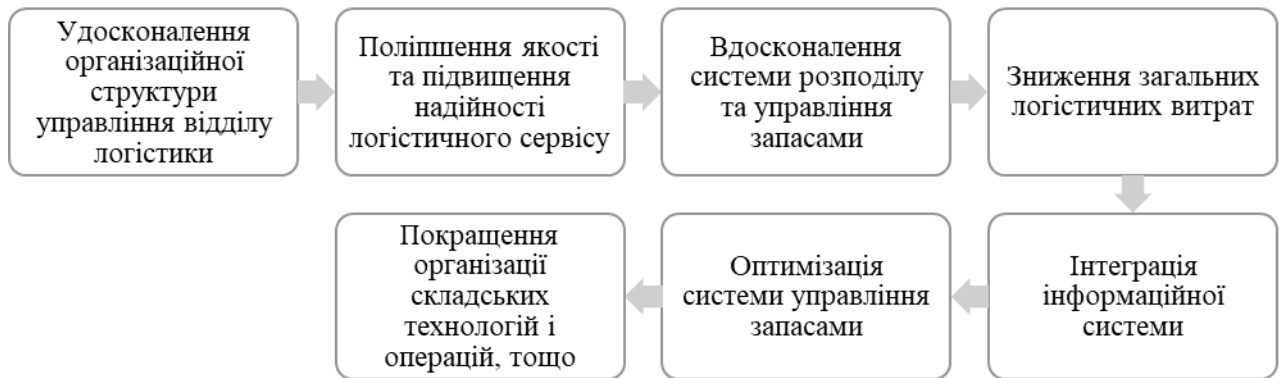 Удосконалення
організаційної
структури
управління відділу
логістики
Поліпшення якості
та підвищення
надійності
логістичного сервісу
Вдосконалення
системи розподілу
та управління
запасами
Зниження загальних
логістичних витрат
Інтеграція
інформаційної
системи
Оптимізація
системи управління
запасами
Покращення
організації
складських
технологій і
операцій, тощо